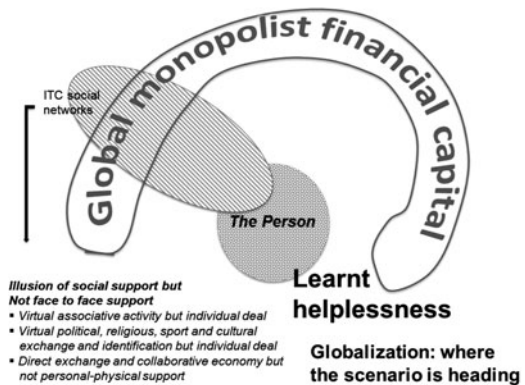 Global monopolist financial capital
ITC social
networks
The Person
Illusion of social support but
Not face to face support
▪ Virtual associative activity but individual deal
▪ Virtual political, religious, sport and cultural
exchange and identification but individual deal
▪ Direct exchange and collaborative economy but
not personal-physical support
Learnt
helplessness
Globalization: where
the scenario is heading